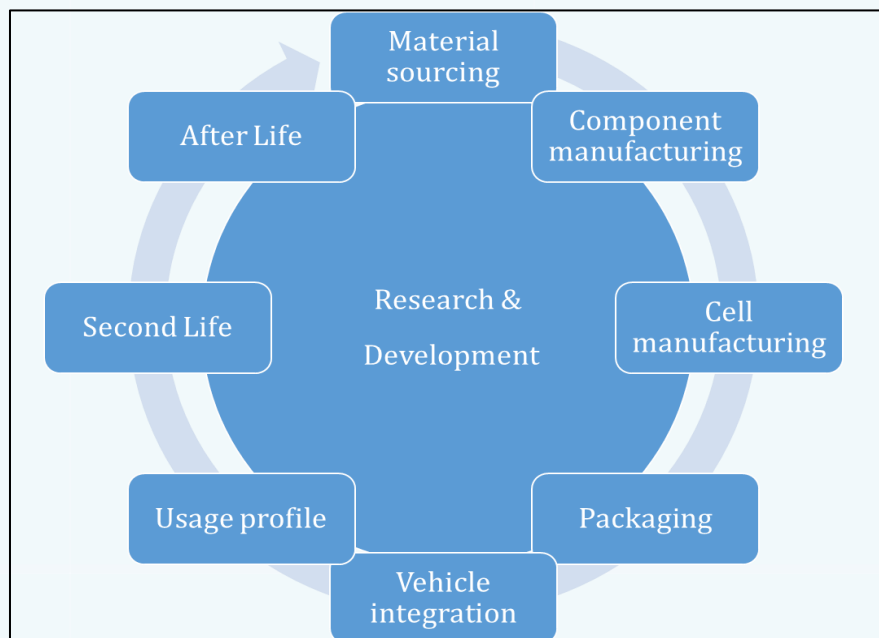 Material
sourcing
Component
manufacturing
Cell
manufacturing
Packaging
Vehicle
integration
Usage profile
Second Life
After Life
Research &
Development